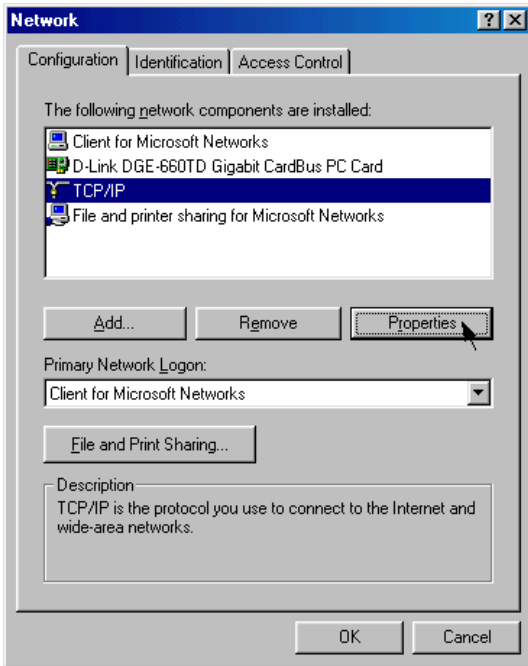 Network
Configuration Identification Access Control
The following network components are installed:
Client for Microsoft Networks
D-Link DGE-660TD Gigabit CardBus PC Card
TCP/IP
File and printer sharing for Microsoft Networks
Add... Remove Properties
Primary Network Logon:
Client for Microsoft Networks
File and Print Sharing...
Description
TCP/IP is the protocol you use to connect to the Internet and
wide-area networks.
OK Cancel